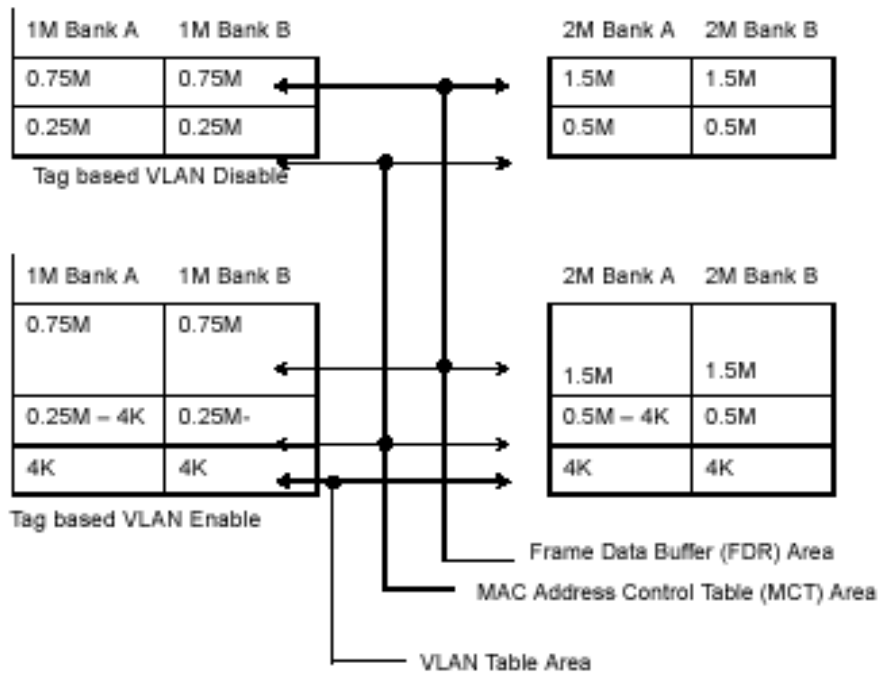 1M Bank A 1M Bank B 2M Bank A 2M Bank B
0.75M 0.75M 1.5M 1.5M
0.25M 0.25M 0.5M 0.5M
Tag based VLAN Disable
1M Bank A 1M Bank B 2M Bank A 2M Bank B
0.75M 0.75M
1.5M 1.5M
0.25M – 4K 0.25M- 0.5M – 4K 0.5M
4K 4K 4K 4K
Tag based VLAN Enable
Frame Data Buffer (FDR) Area
MAC Address Control Table (MCT) Area
VLAN Table Area